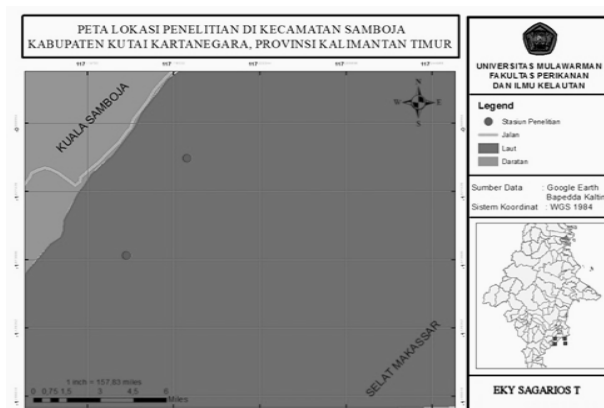 PETA LOKASI PENELITIAN DI KECAMATAN SAMBOJA
KABUPATEN KUTAI KARTANEGARA, PROVINSI KALIMANTAN TIMUR
KUALA SAMBOJA
N
W
E
S
SELAT MAKASSAR
1 inch = 157,83 miles
0 0,75 1,5 3 4,5 6
Miles
UNIVERSITAS MULAWARMAN
FAKULTAS PERIKANAN
DAN ILMU KELAUTAN
Legend
Stasiun Penelitian
Jalan
Laut
Daratan
Sumber Data : Google Earth
Bapedda Kaltim
Sistem Koordinat : WGS 1984
EKY SAGARIOS T